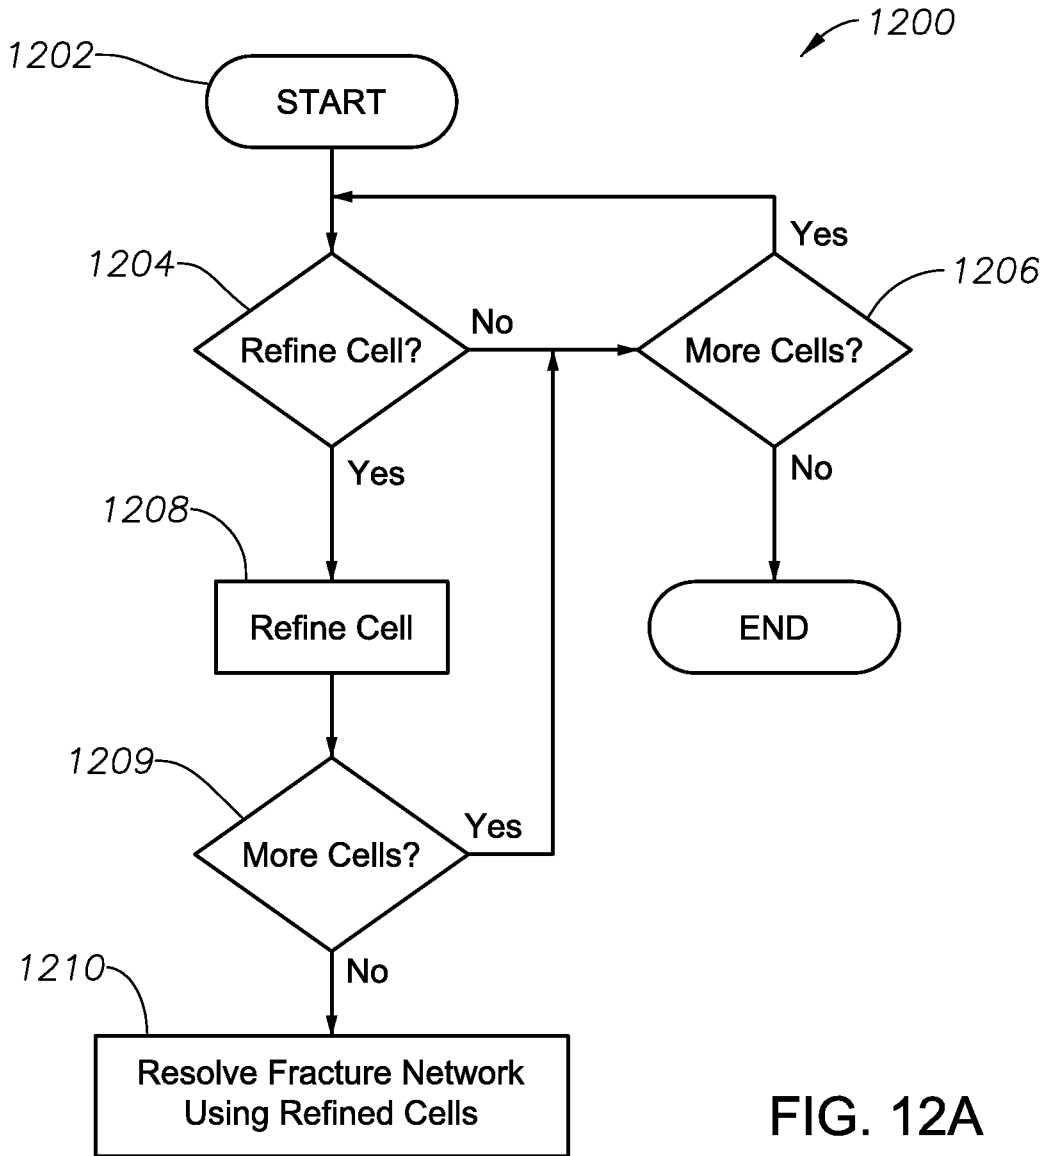 1200
1202
START
Yes
1204
1206
No
Refine Cell?
More Cells?
Yes
No
1208
Refine Cell
END
1209
Yes
More Cells?
No
1210
Resolve Fracture Network
Using Refined Cells
FIG. 12A